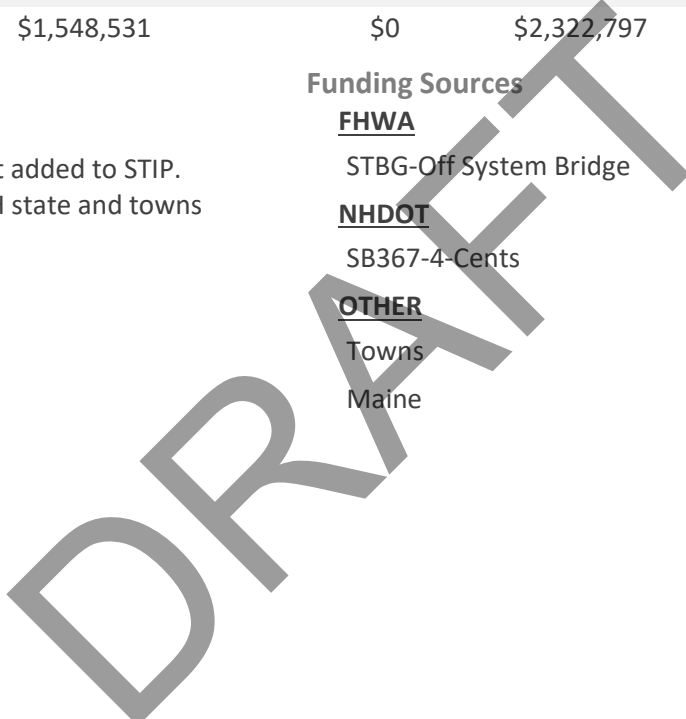 $1,548,531 $0 $2,322,797
Funding Sources
FHWA
added to STIP.
STBG-Off System Bridge
state and towns
NHDOT
SB367-4-Cents
OTHER
Towns
Maine
DRAFT